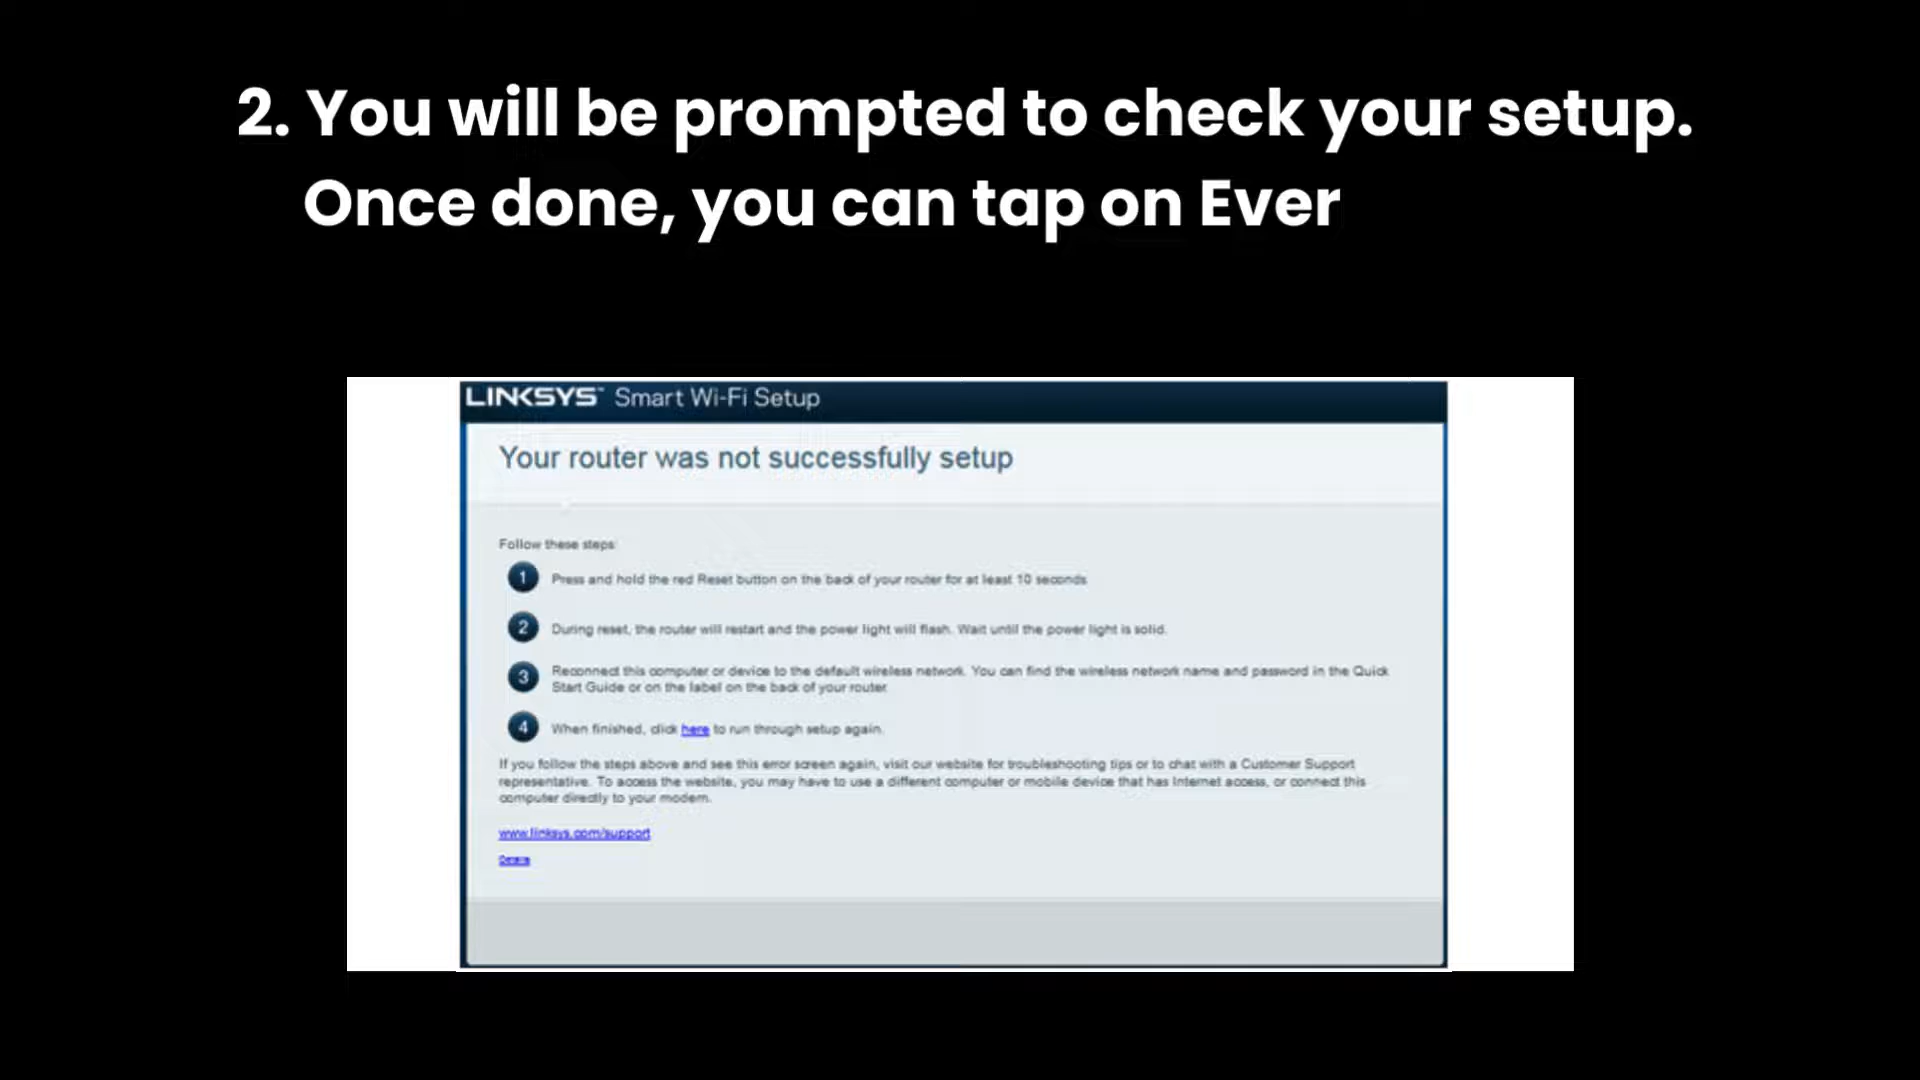 2. You will be prompted to check your setup.
Once done, you can tap on Ever
LINKSYS™ Smart Wi-Fi Setup
Your router was not successfully setup
Follow these steps:
1 Press and hold the red Reset button on the back of your router for at least 10 seconds
2 During reset, the router will restart and the power light will flash. Wait until the power light is solid.
3 Reconnect this computer or device to the default wireless network. You can find the wireless network name and password in the Quick
Start Guide or on the label on the back of your router
4 When finished, click here to run through setup again.
If you follow the steps above and see this error screen again, visit our website for troubleshooting tips or to chat with a Customer Support
representative. To access the website, you may have to use a different computer or mobile device that has Internet access, or connect this
computer directly to your modem.
www.linksys.com/support